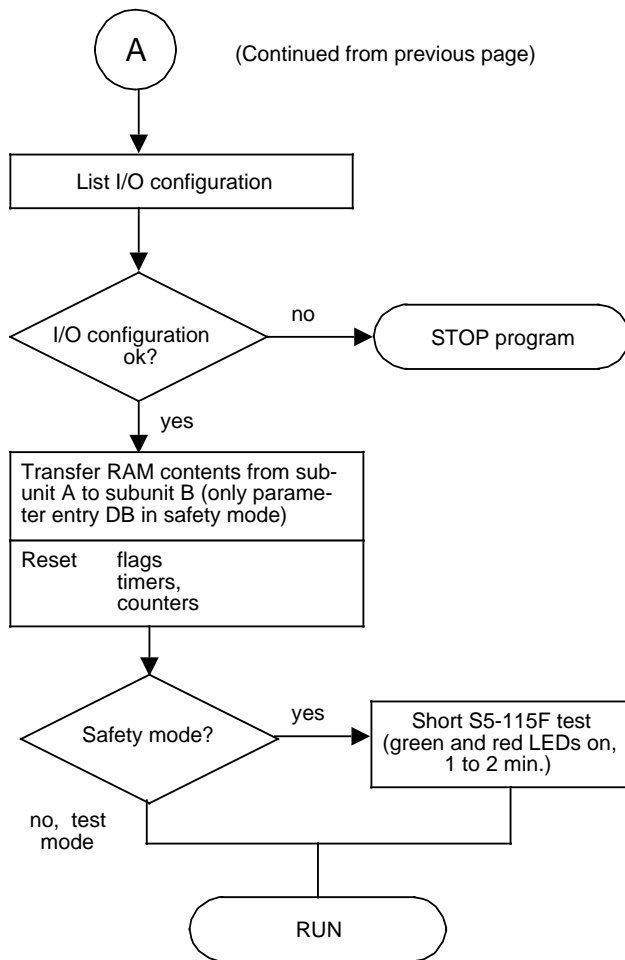 A
(Continued from previous page)
List I/O configuration
I/O configuration
ok?
no
STOP program
yes
Transfer RAM contents from sub-
unit A to subunit B (only parame-
ter entry DB in safety mode)
Reset flags
timers,
counters
Safety mode?
yes
Short S5-115F test
(green and red LEDs on,
1 to 2 min.)
no, test
mode
RUN